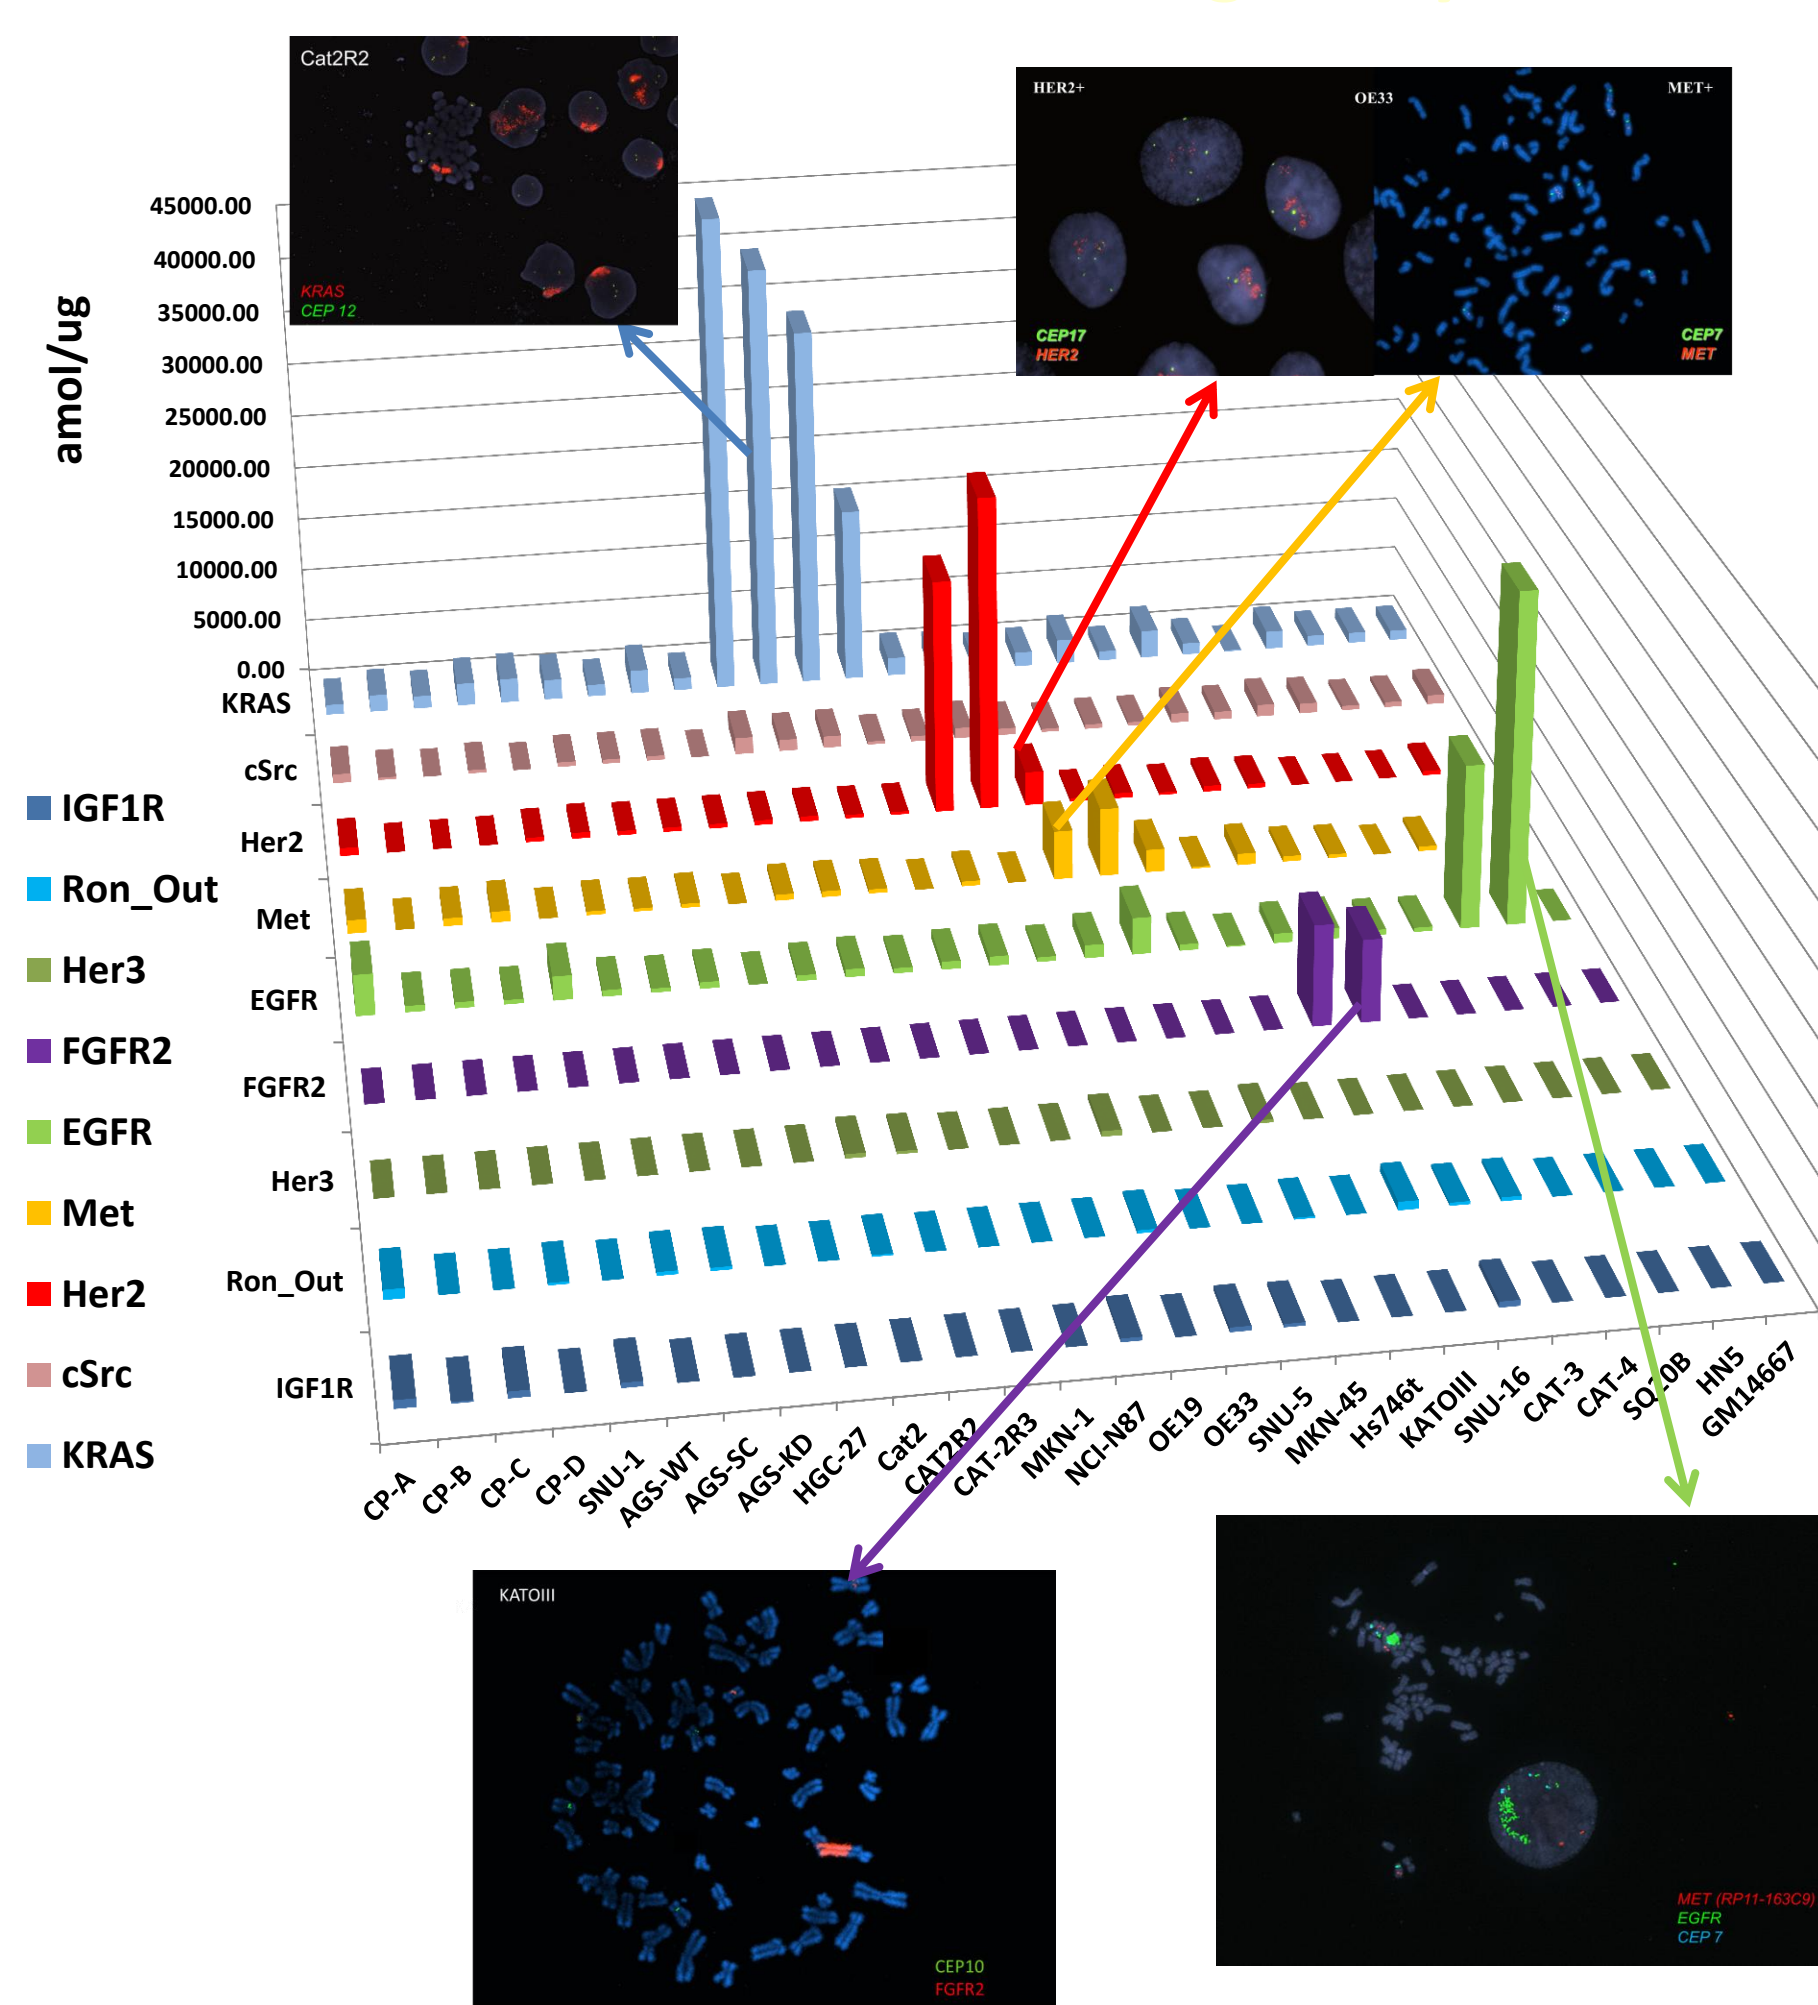 Cat2R2
KRAS
CEP 12
HER2+
OE33
MET+
CEP17
HER2
CEP7
MET
amol/ug
45000.00
40000.00
35000.00
30000.00
25000.00
20000.00
15000.00
10000.00
5000.00
0.00
KRAS
cSrc
Her2
Met
EGFR
FGFR2
Her3
Ron_Out
IGF1R
IGF1R
Ron_Out
Her3
FGFR2
EGFR
Met
Her2
cSrc
KRAS
CP-A
CP-B
CP-C
CP-D
SNU-1
AGS-WT
AGS-SC
AGS-KD
HGC-27
Cat2
CAT2R2
CAT-2R3
MKN-1
NCI-N87
OE19
OE33
SNU-5
MKN-45
Hs746t
KATOIII
SNU-16
CAT-3
CAT-4
SQ20B
HN5
GM14667
KATOIII
CEP10
FGFR2
MET (RP11-163C9)
EGFR
CEP 7